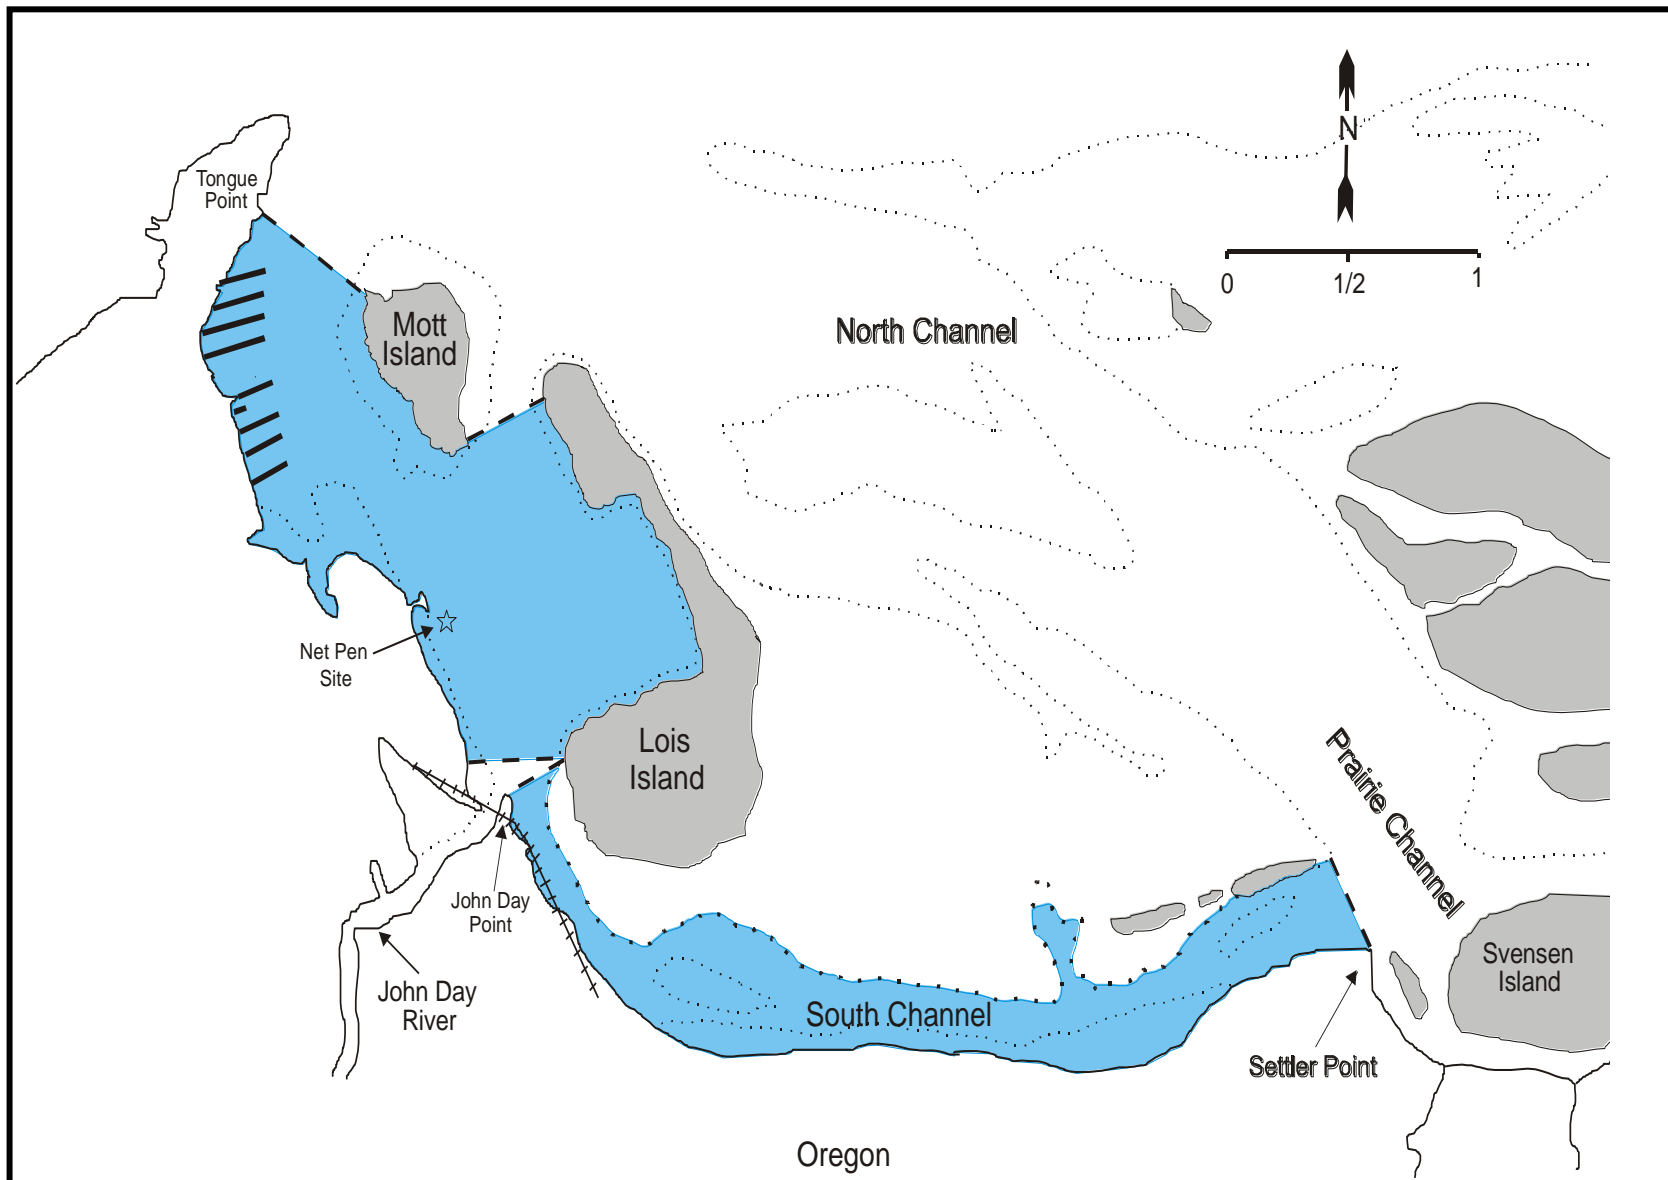 N
Tongue
Point
0
1/2
1
Mott
Island
North Channel
Net Pen
Site
Lois
Island
Prairie Channel
John Day
Point
John Day
River
South Channel
Svensen
Island
Settler Point
Oregon